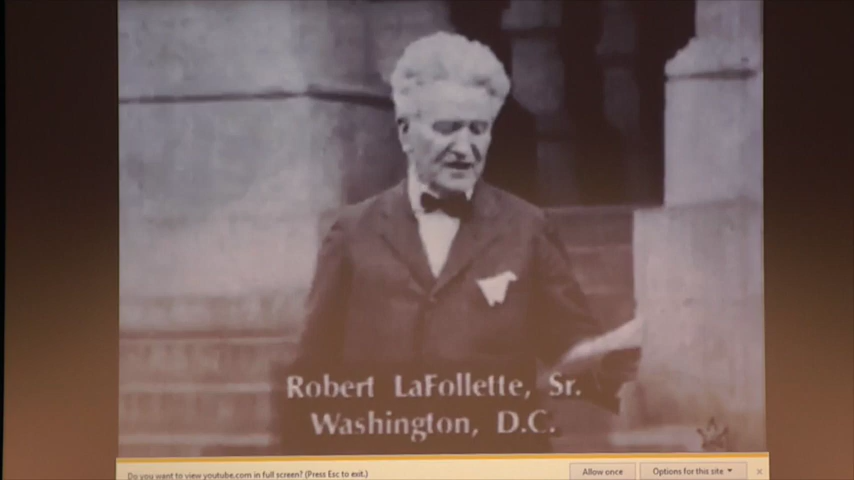 Robert LaFollette, Sr.
Washington, D.C.
Do you want to view youtube.com in full screen? (Press Esc to exit.)
Allow once
Options for this site